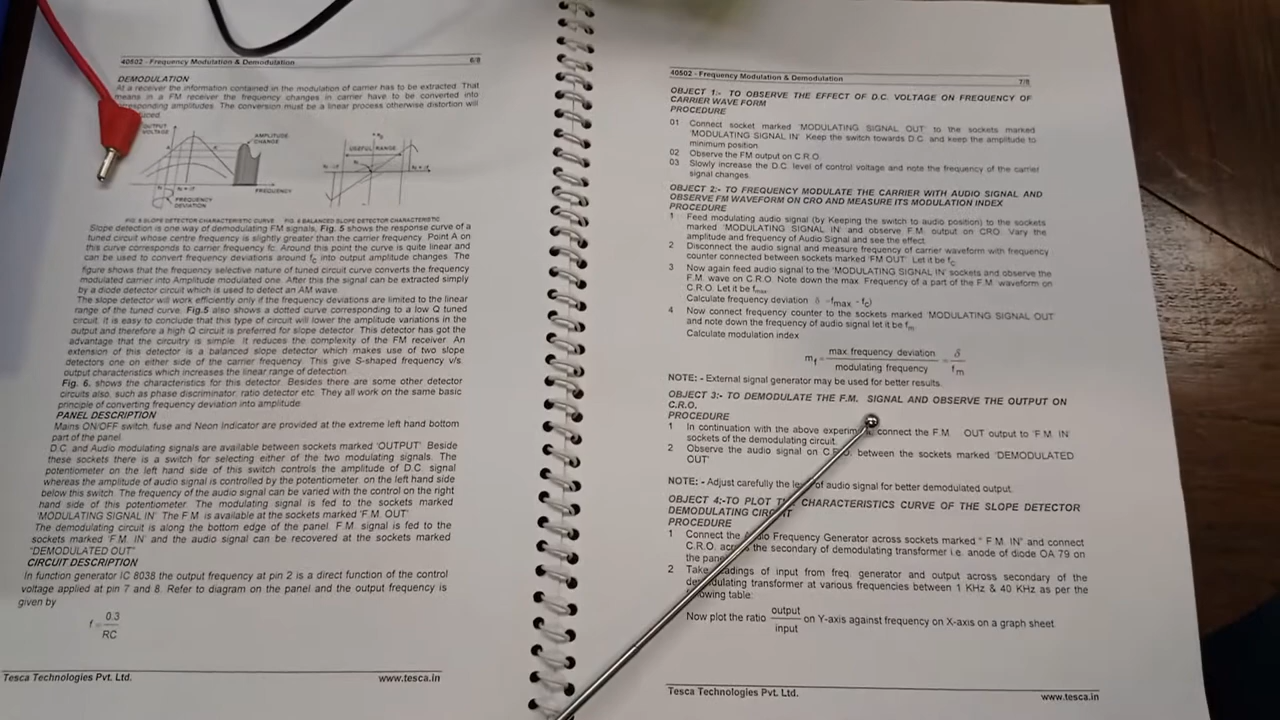 40502 - Frequency Modulation & Demodulation 6/8
DEMODULATION
At a receiver the information contained in the modulation of carrier has to be extracted. That
means in a FM receiver the frequency changes in carrier have to be converted into
amplitudes. The conversion must be a linear process otherwise distortion will
OUTPUT
VOLTAGE
AMPLITUDE
CHANGE
FREQUENCY
FREQUENCY
DEVIATION
USEFUL RANGE
FIG. 5 SLOPE DETECTOR CHARACTERISTIC CURVE FIG. 6 BALANCED SLOPE DETECTOR CHARACTERISTIC
Slope detection is one way of demodulating FM signals, Fig. 5 shows the response curve of a
tuned circuit whose centre frequency is slightly greater than the carrier frequency. Point A on
this curve corresponds to carrier frequency fc. Around this point the curve is quite linear and
can be used to convert frequency deviations around fc into output amplitude changes. The
figure shows that the frequency selective nature of tuned circuit curve converts the frequency
modulated carrier into Amplitude modulated one. After this the signal can be extracted simply
by a diode detector circuit which is used to detect an AM wave.
The slope detector will work efficiently only if the frequency deviations are limited to the linear
range of the tuned curve. Fig.5 also shows a dotted curve corresponding to a low Q tuned
circuit, it is easy to conclude that this type of circuit will lower the amplitude variations in the
output and therefore a high Q circuit is preferred for slope detector. This detector has got the
advantage that the circuitry is simple. It reduces the complexity of the FM receiver. An
extension of this detector is a balanced slope detector which makes use of two slope
detectors one on either side of the carrier frequency. This give S-shaped frequency v/s
output characteristics which increases the linear range of detection.
Fig. 6, shows the characteristics for this detector. Besides there are some other detector
circuits also, such as phase discriminator, ratio detector etc. They all work on the same basic
principle of converting frequency deviation into amplitude.
PANEL DESCRIPTION
Mains ON/OFF switch, fuse and Neon Indicator are provided at the extreme left hand bottom
part of the panel.
D.C. and Audio modulating signals are available between sockets marked "OUTPUT". Beside
these sockets there is a switch for selecting either of the two modulating signals. The
potentiometer on the left hand side of this switch controls the amplitude of D.C. signal
whereas the amplitude of audio signal is controlled by the potentiometer, on the left hand side
below this switch. The frequency of the audio signal can be varied with the control on the right
hand side of this potentiometer. The modulating signal is fed to the sockets marked
'MODULATING SIGNAL IN'. The F.M. is available at the sockets marked 'F.M. OUT'.
The demodulating circuit is along the bottom edge of the panel. F.M. signal is fed to the
sockets marked 'F.M. IN' and the audio signal can be recovered at the sockets marked
"DEMODULATED OUT"
CIRCUIT DESCRIPTION
In function generator IC 8038 the output frequency at pin 2 is a direct function of the control
voltage applied at pin 7 and 8. Refer to diagram on the panel and the output frequency is
given by
f = 0.3
RC
Tesca Technologies Pvt. Ltd. www.tesca.in
40502 - Frequency Modulation & Demodulation 7/8
OBJECT 1:- TO OBSERVE THE EFFECT OF D.C. VOLTAGE ON FREQUENCY OF
CARRIER WAVE FORM
PROCEDURE
01 Connect socket marked 'MODULATING SIGNAL OUT' to the sockets marked
'MODULATING SIGNAL IN' Keep the switch towards D.C. and keep the amplitude to
minimum position.
02 Observe the FM output on C.R.O.
03 Slowly increase the D.C. level of control voltage and note the frequency of the carrier
signal changes.
OBJECT 2:- TO FREQUENCY MODULATE THE CARRIER WITH AUDIO SIGNAL AND
OBSERVE FM WAVEFORM ON CRO AND MEASURE ITS MODULATION INDEX
PROCEDURE
1 Feed modulating audio signal (by Keeping the switch to audio position) to the sockets
marked 'MODULATING SIGNAL IN' and observe F.M. output on CRO. Vary the
amplitude and frequency of Audio Signal and see the effect.
2 Disconnect the audio signal and measure frequency of carrier waveform with frequency
counter connected between sockets marked 'FM OUT'. Let it be fc
3 Now again feed audio signal to the 'MODULATING SIGNAL IN' sockets and observe the
F.M. wave on C.R.O. Note down the max. Frequency of a part of the F.M. waveform on
C.R.O. Let it be fmax.
Calculate frequency deviation δ =fmax - fc)
4 Now connect frequency counter to the sockets marked 'MODULATING SIGNAL OUT'
and note down the frequency of audio signal let it be fm
Calculate modulation index
mf = max frequency deviation = δ
modulating frequency fm
NOTE: - External signal generator may be used for better results.
OBJECT 3:- TO DEMODULATE THE F.M. SIGNAL AND OBSERVE THE OUTPUT ON
C.R.O.
PROCEDURE
1 In continuation with the above experim connect the F.M. OUT output to 'F.M. IN'
sockets of the demodulating circuit.
2 Observe the audio signal on C.R.O. between the sockets marked 'DEMODULATED
OUT'
NOTE: - Adjust carefully the level of audio signal for better demodulated output.
OBJECT 4:-TO PLOT THE CHARACTERISTICS CURVE OF THE SLOPE DETECTOR
DEMODULATING CIRCUIT
PROCEDURE
1 Connect the Audio Frequency Generator across sockets marked " F.M. IN" and connect
C.R.O. across the secondary of demodulating transformer i.e. anode of diode OA 79 on
the panel
2 Take readings of input from freq. generator and output across secondary of the
demodulating transformer at various frequencies between 1 KHz & 40 KHz as per the
following table:
Now plot the ratio output on Y-axis against frequency on X-axis on a graph sheet.
input
Tesca Technologies Pvt. Ltd. www.tesca.in